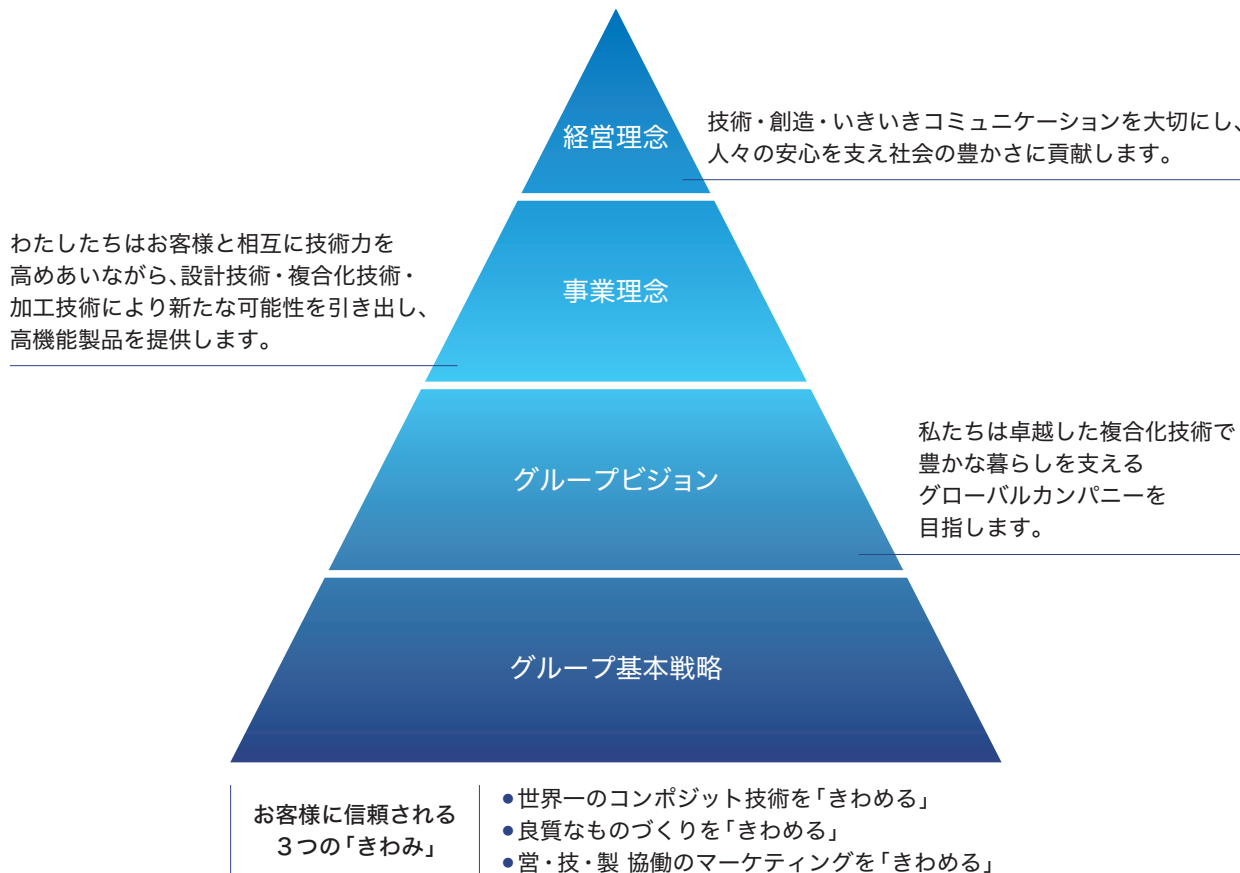 経営理念
技術・創造・いきいきコミュニケーションを大切にし、
人々の安心を支え社会の豊かさに貢献します。
わたしたちはお客様と相互に技術力を
高めあいながら、設計技術・複合化技術・
加工技術により新たな可能性を引き出し、
高機能製品を提供します。
事業理念
グループビジョン
私たちは卓越した複合化技術で
豊かな暮らしを支える
グローバルカンパニーを
目指します。
グループ基本戦略
お客様に信頼される
3つの「きわみ」
●世界一のコンポジット技術を「きわめる」
●良質なものづくりを「きわめる」
●営・技・製 協働のマーケティングを「きわめる」